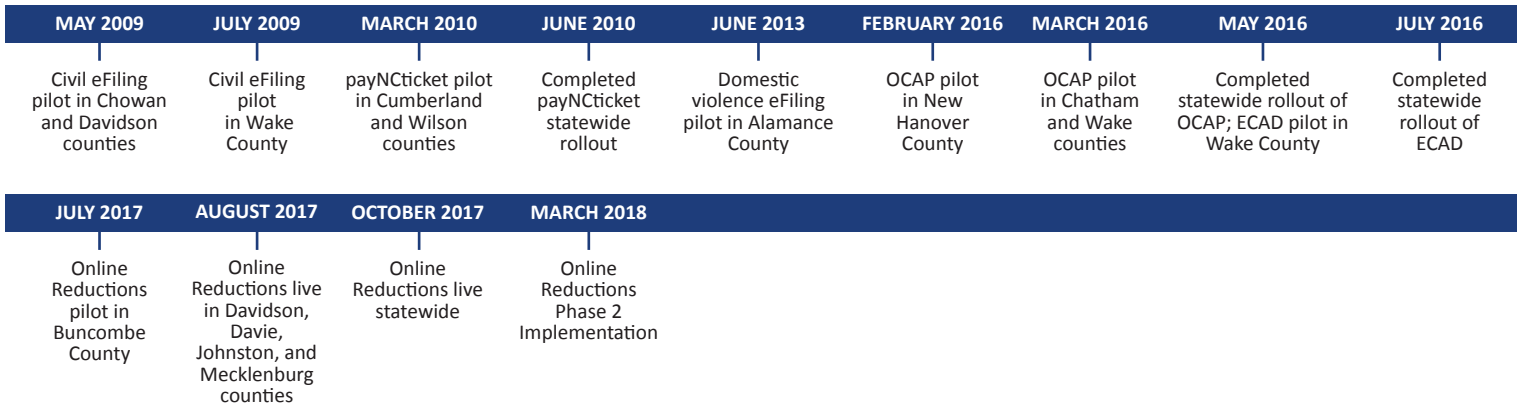 MAY 2009
Civil eFiling
pilot in Chowan
and Davidson
counties
JULY 2009
Civil eFiling
pilot
in Wake
County
MARCH 2010
payNCticket pilot
in Cumberland
and Wilson
counties
JUNE 2010
Completed
payNCticket
statewide
rollout
JUNE 2013
Domestic
violence eFiling
pilot in Alamance
County
FEBRUARY 2016
OCAP pilot
in New
Hanover
County
MARCH 2016
OCAP pilot
in Chatham
and Wake
counties
MAY 2016
Completed
statewide rollout of
OCAP; ECAD pilot in
Wake County
JULY 2016
Completed
statewide
rollout of
ECAD
JULY 2017
Online
Reductions
pilot in
Buncombe
County
AUGUST 2017
Online
Reductions live
in Davidson,
Davie,
Johnston, and
Mecklenburg
counties
OCTOBER 2017
Online
Reductions live
statewide
MARCH 2018
Online
Reductions
Phase 2
Implementation